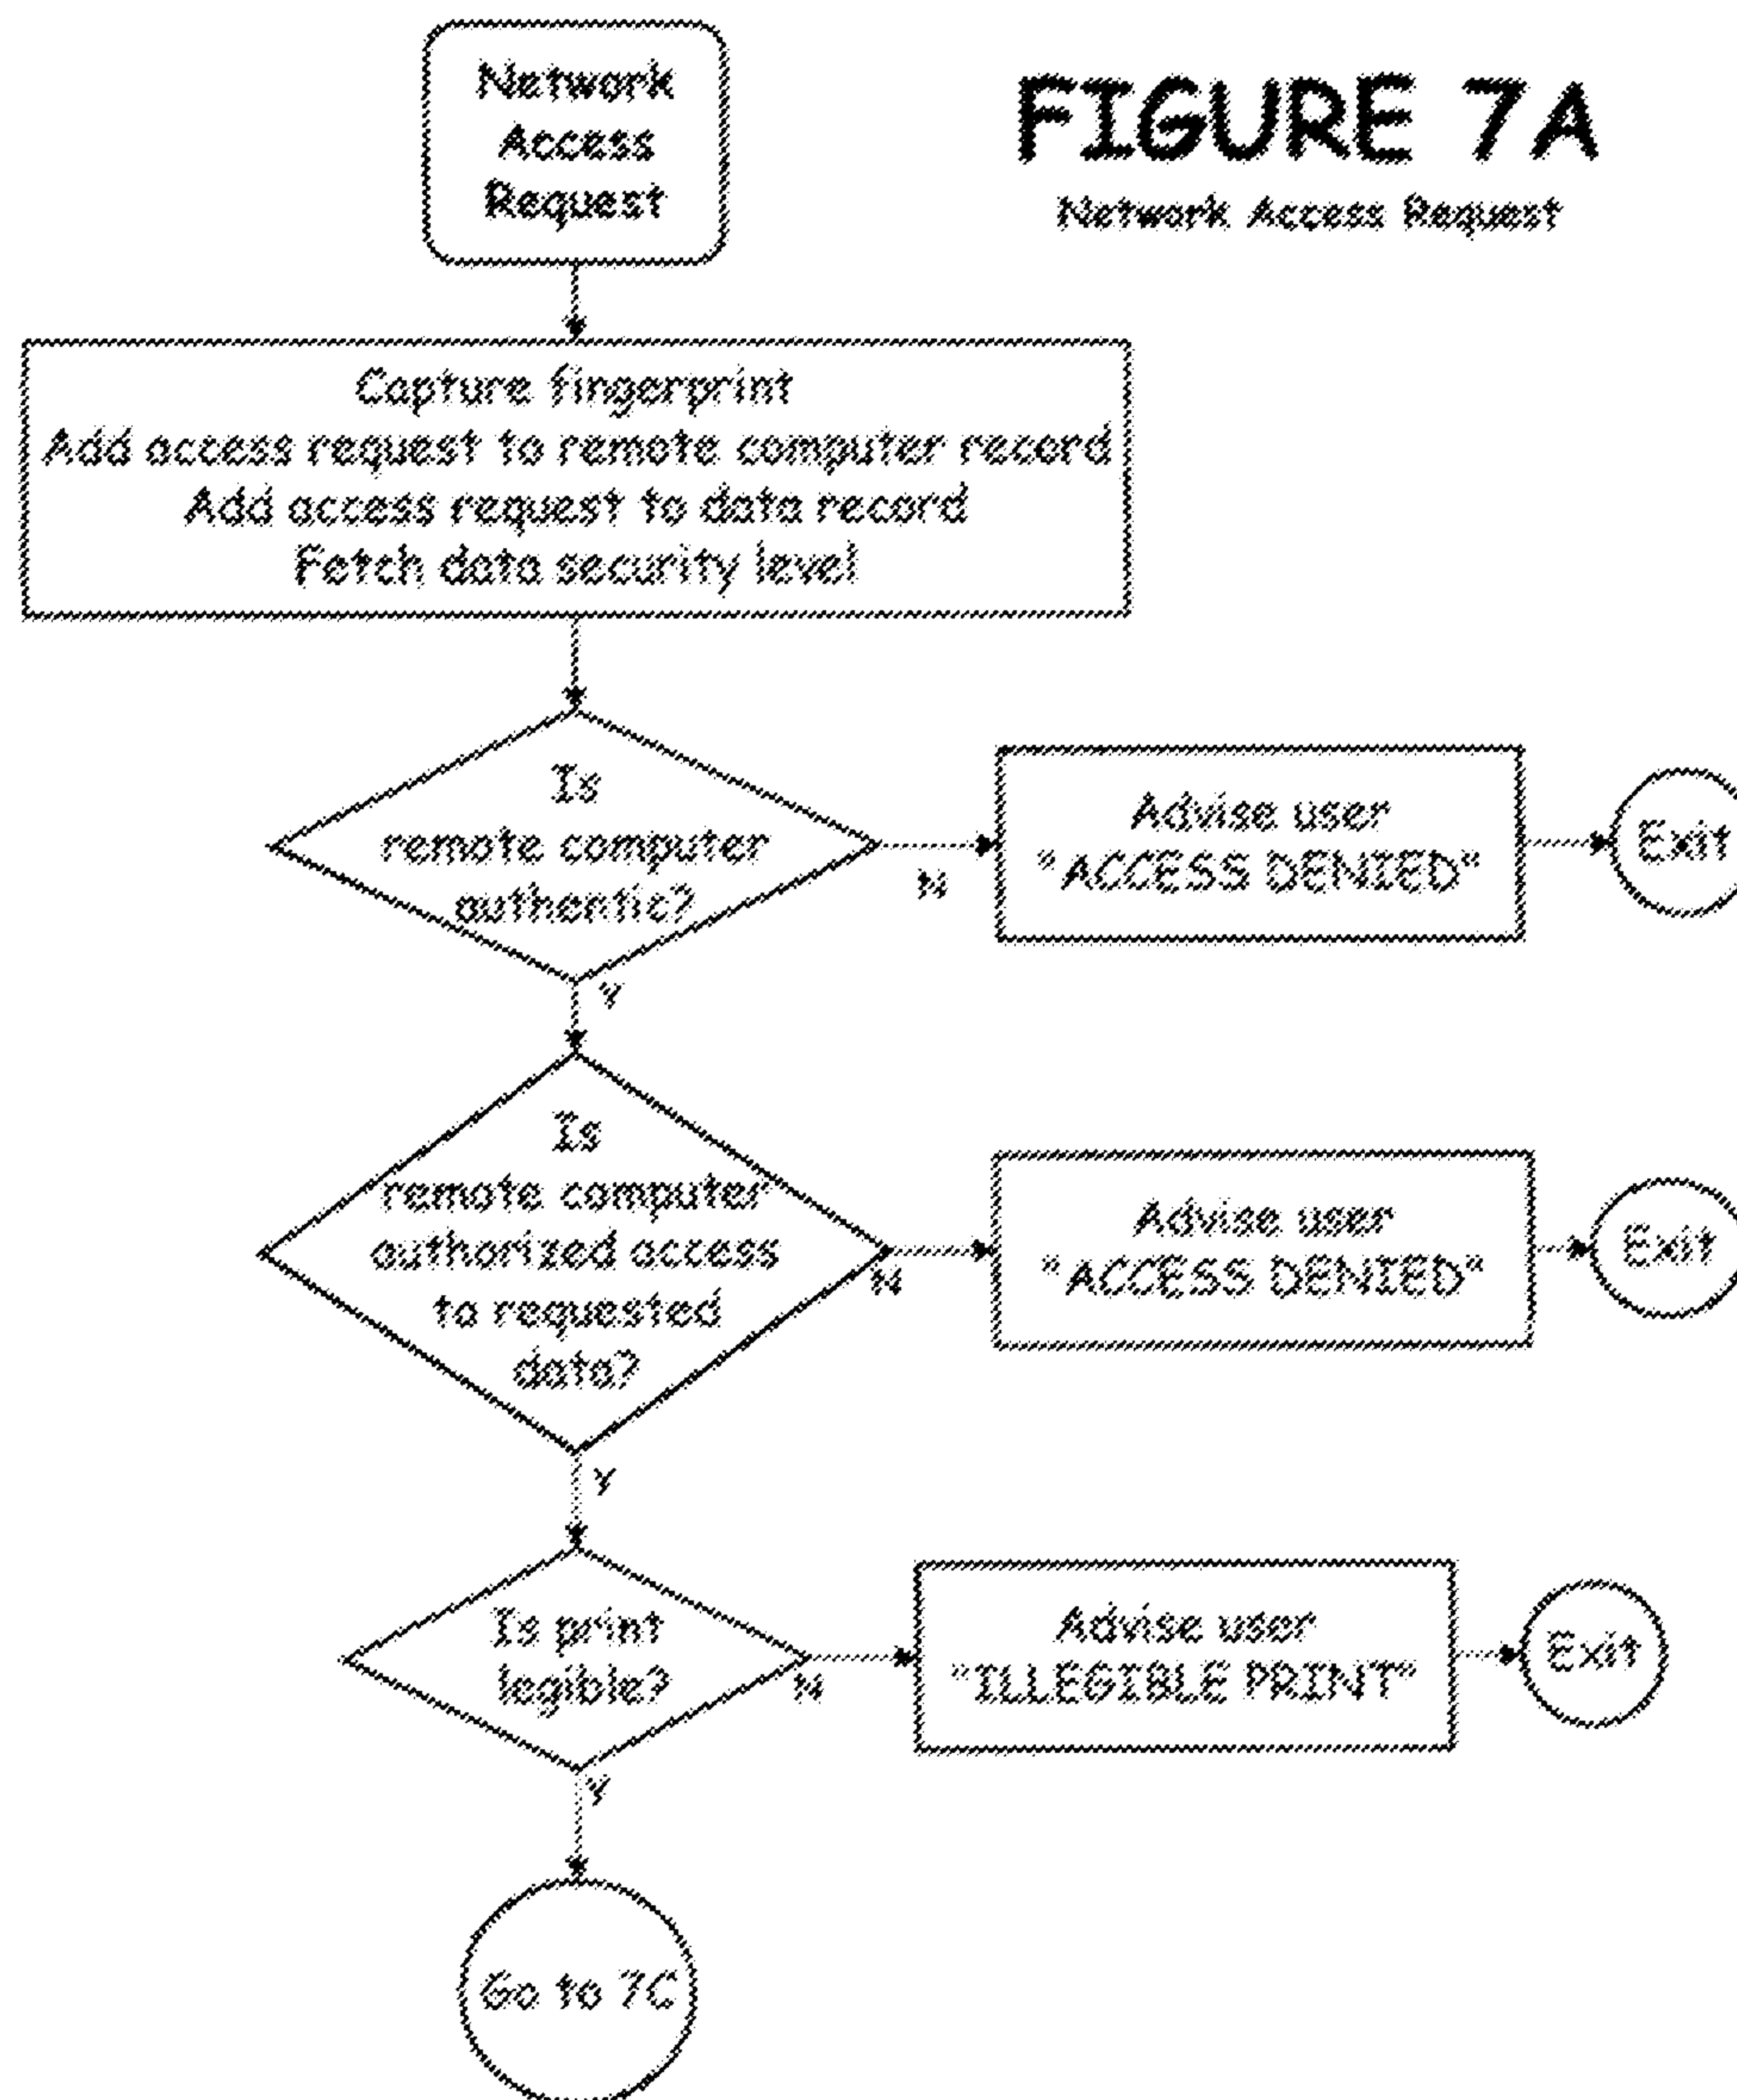 Network
Access
Request
FIGURE 7A
Network Access Request
Capture fingerprint
Add access request to remote computer record
Add access request to data record
Fetch data security level
Is
remote computer
authentic?
N
Advise user
"ACCESS DENIED"
Exit
Y
Is
remote computer
authorized access
to requested
data?
N
Advise user
"ACCESS DENIED"
Exit
Y
Is print
legible?
N
Advise user
"ILLEGIBLE PRINT"
Exit
Y
Go to 7C